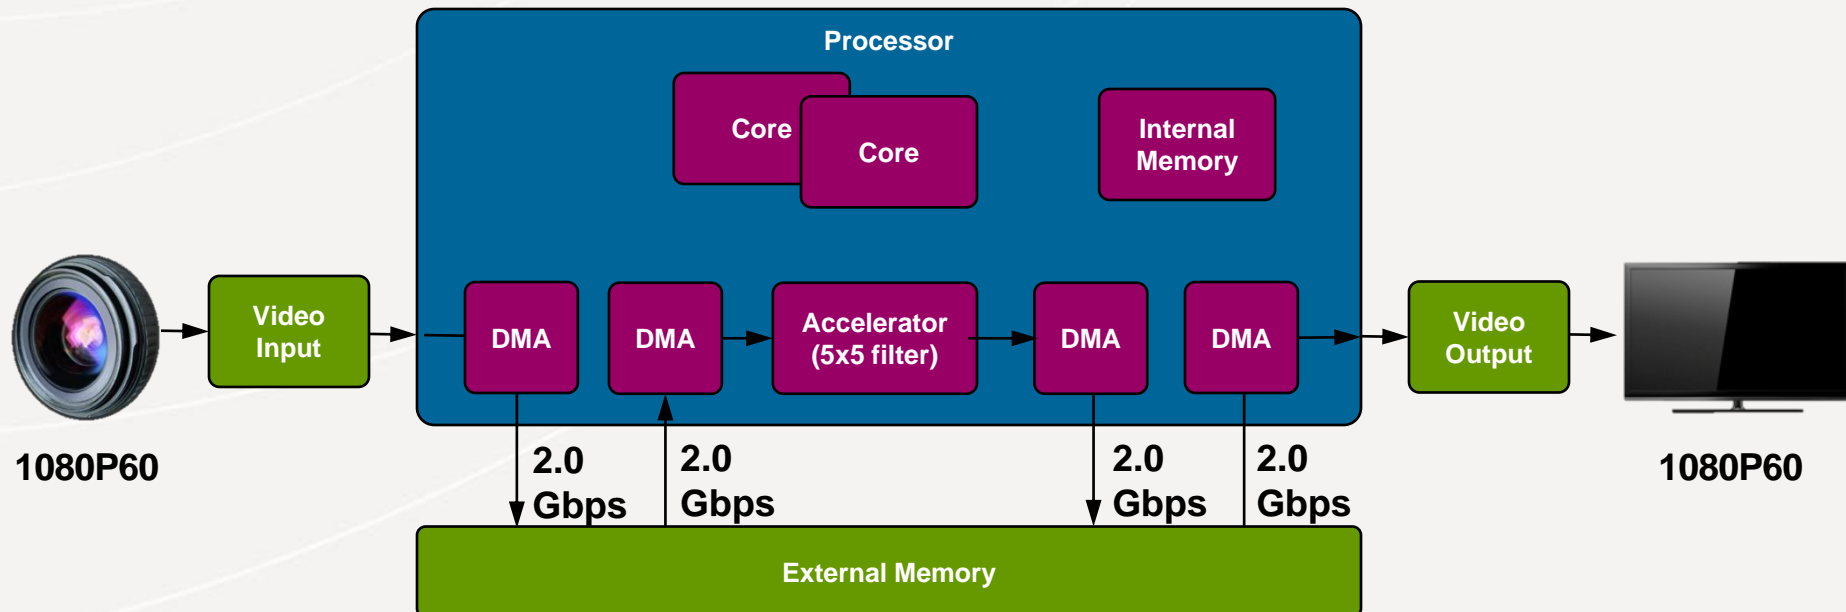 Processor
Core
Core
Internal
Memory
Video
Input
DMA
DMA
Accelerator
(5x5 filter)
DMA
DMA
Video
Output
1080P60
2.0
Gbps
2.0
Gbps
2.0
Gbps
2.0
Gbps
1080P60
External Memory